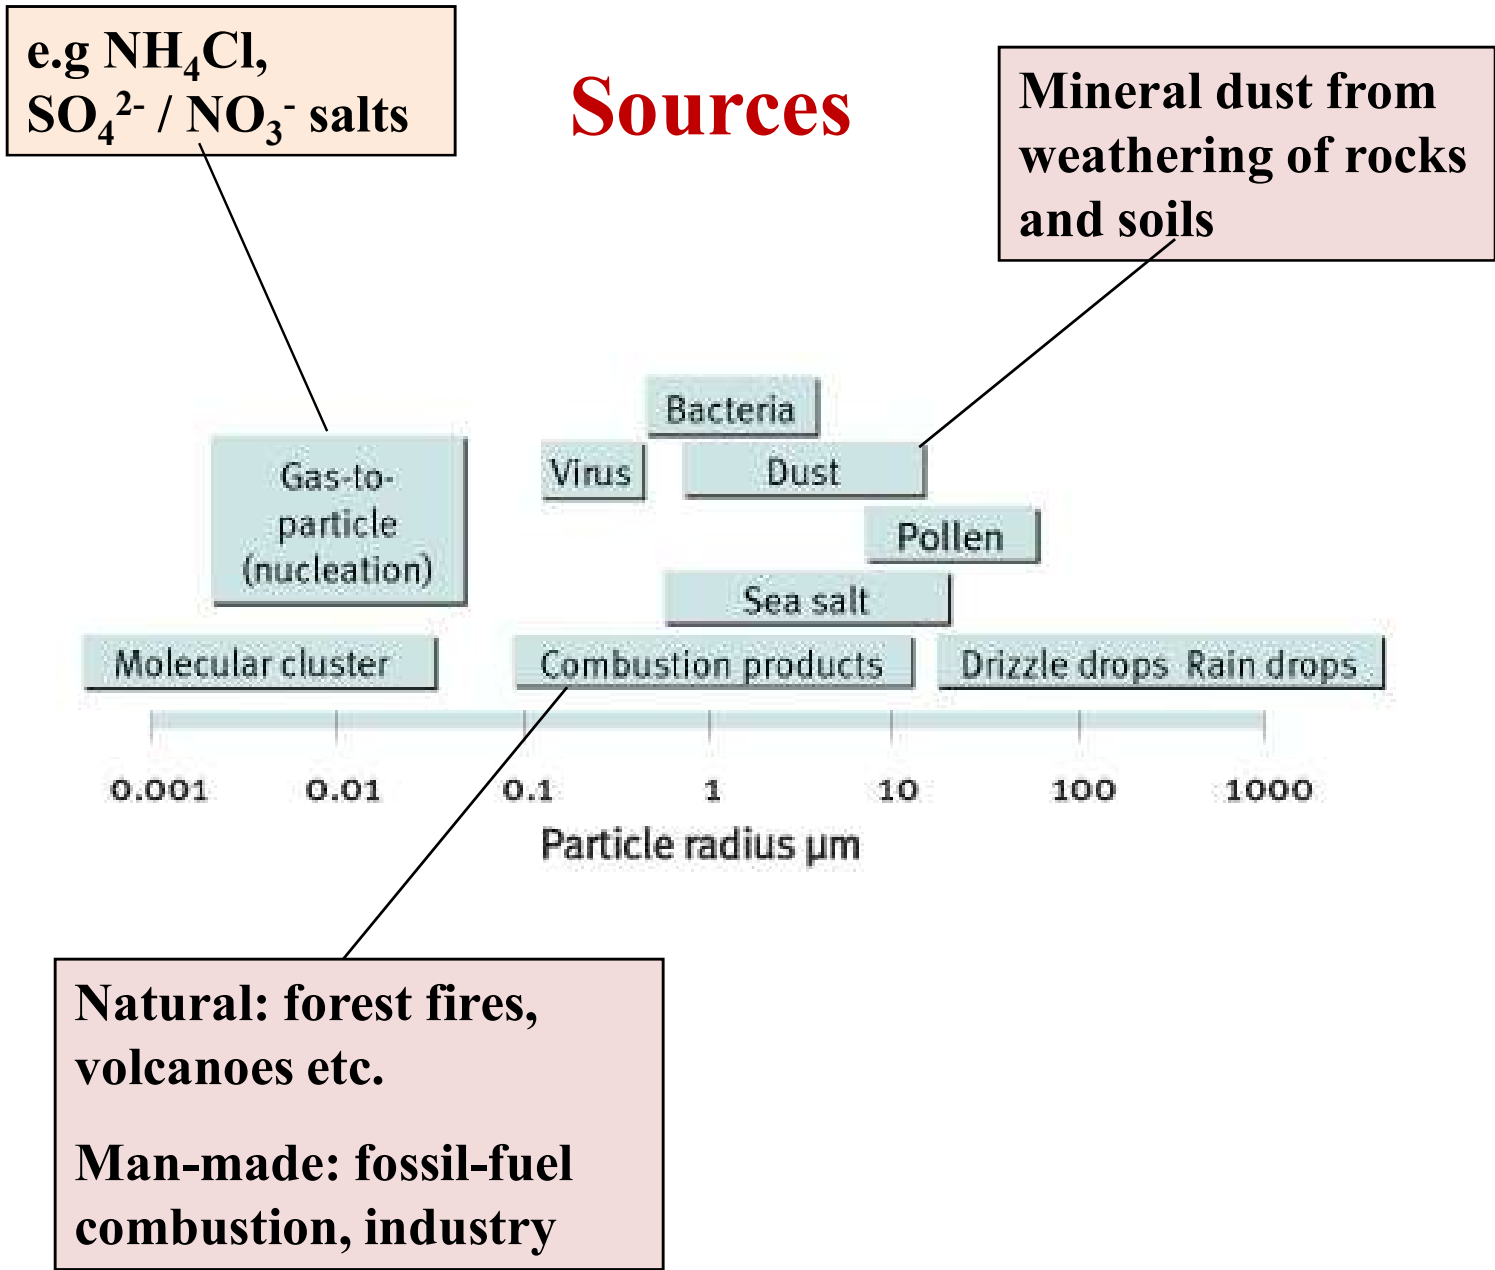 e.g NH₄Cl,
SO₄²⁻ / NO₃⁻ salts
Sources
Mineral dust from
weathering of rocks
and soils
Bacteria
Gas-to-
particle
(nucleation)
Virus
Dust
Pollen
Sea salt
Molecular cluster
Combustion products
Drizzle drops Rain drops
0.001 0.01 0.1 1 10 100 1000
Particle radius µm
Natural: forest fires,
volcanoes etc.
Man-made: fossil-fuel
combustion, industry